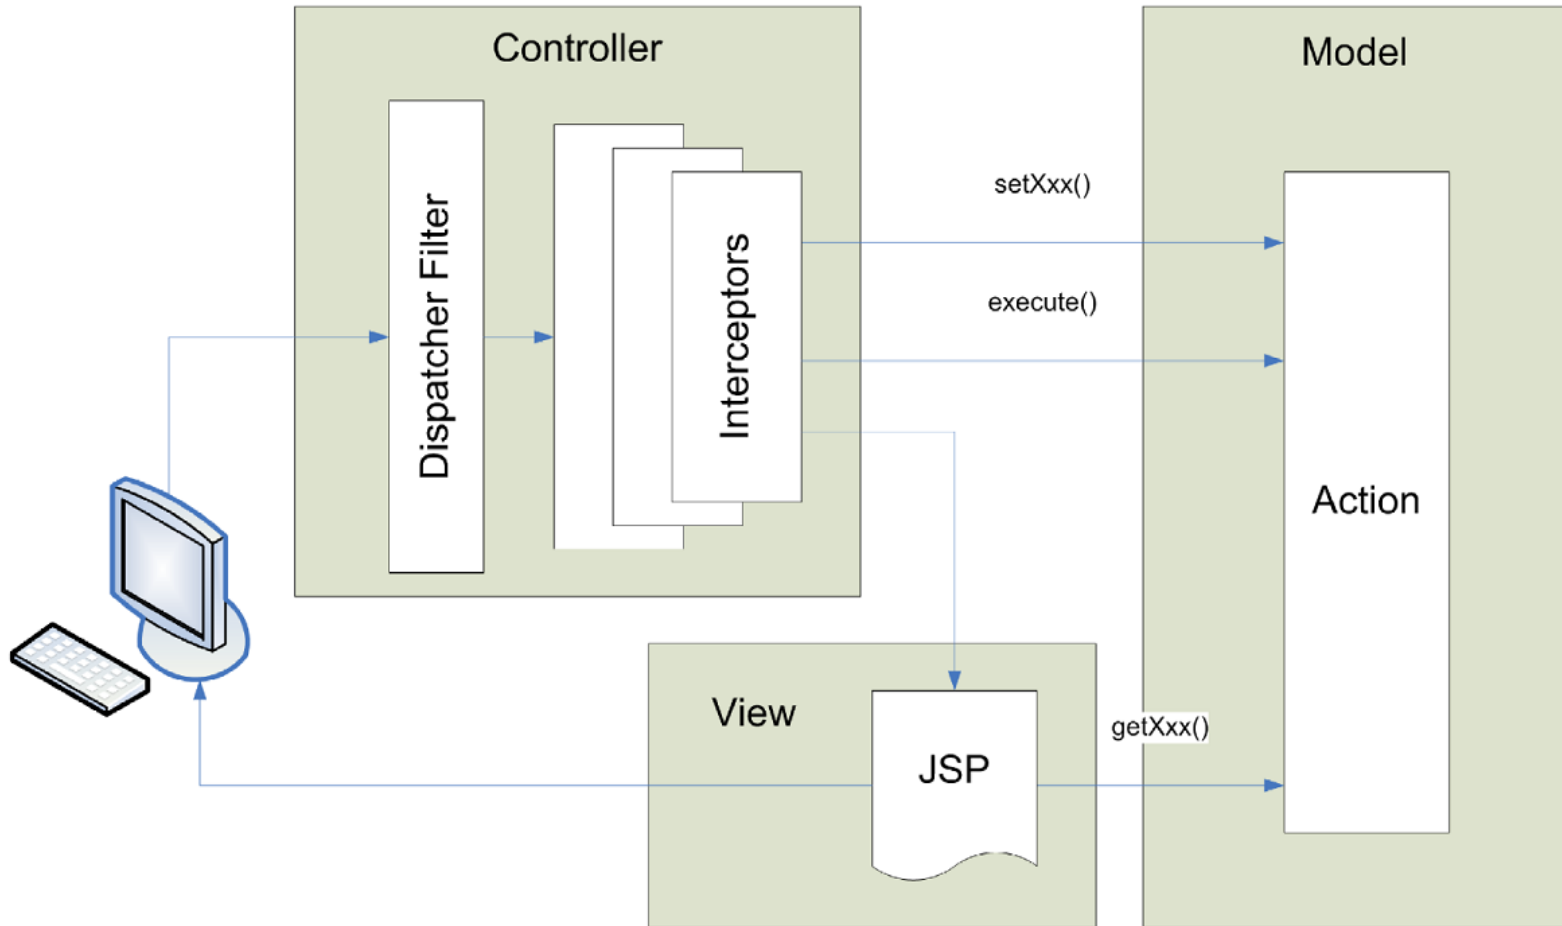 Controller
Model
Dispatcher Filter
Interceptors
setXxx()
execute()
Action
View
JSP
getXxx()